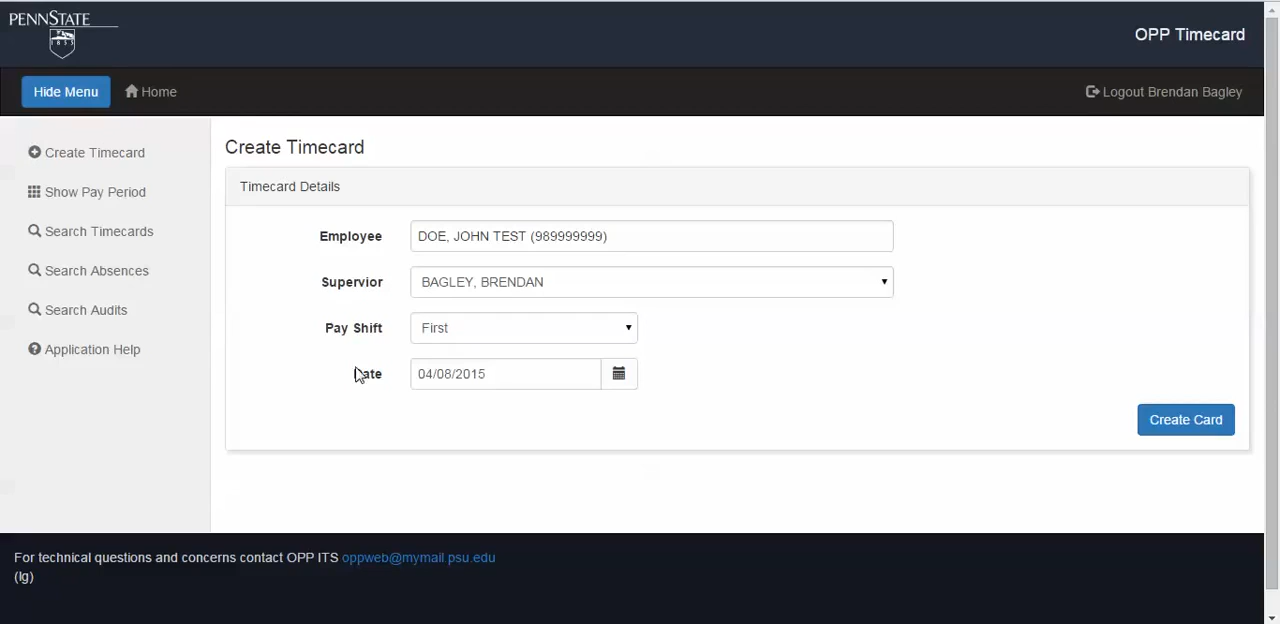 PENNSTATE
1855
OPP Timecard
Hide Menu
Home
Logout Brendan Bagley
Create Timecard
Show Pay Period
Search Timecards
Search Absences
Search Audits
Application Help
Create Timecard
Timecard Details
Employee DOE, JOHN TEST (989999999)
Supervior BAGLEY, BRENDAN
Pay Shift First
Date 04/08/2015
Create Card
For technical questions and concerns contact OPP ITS oppweb@mymail.psu.edu
(lg)